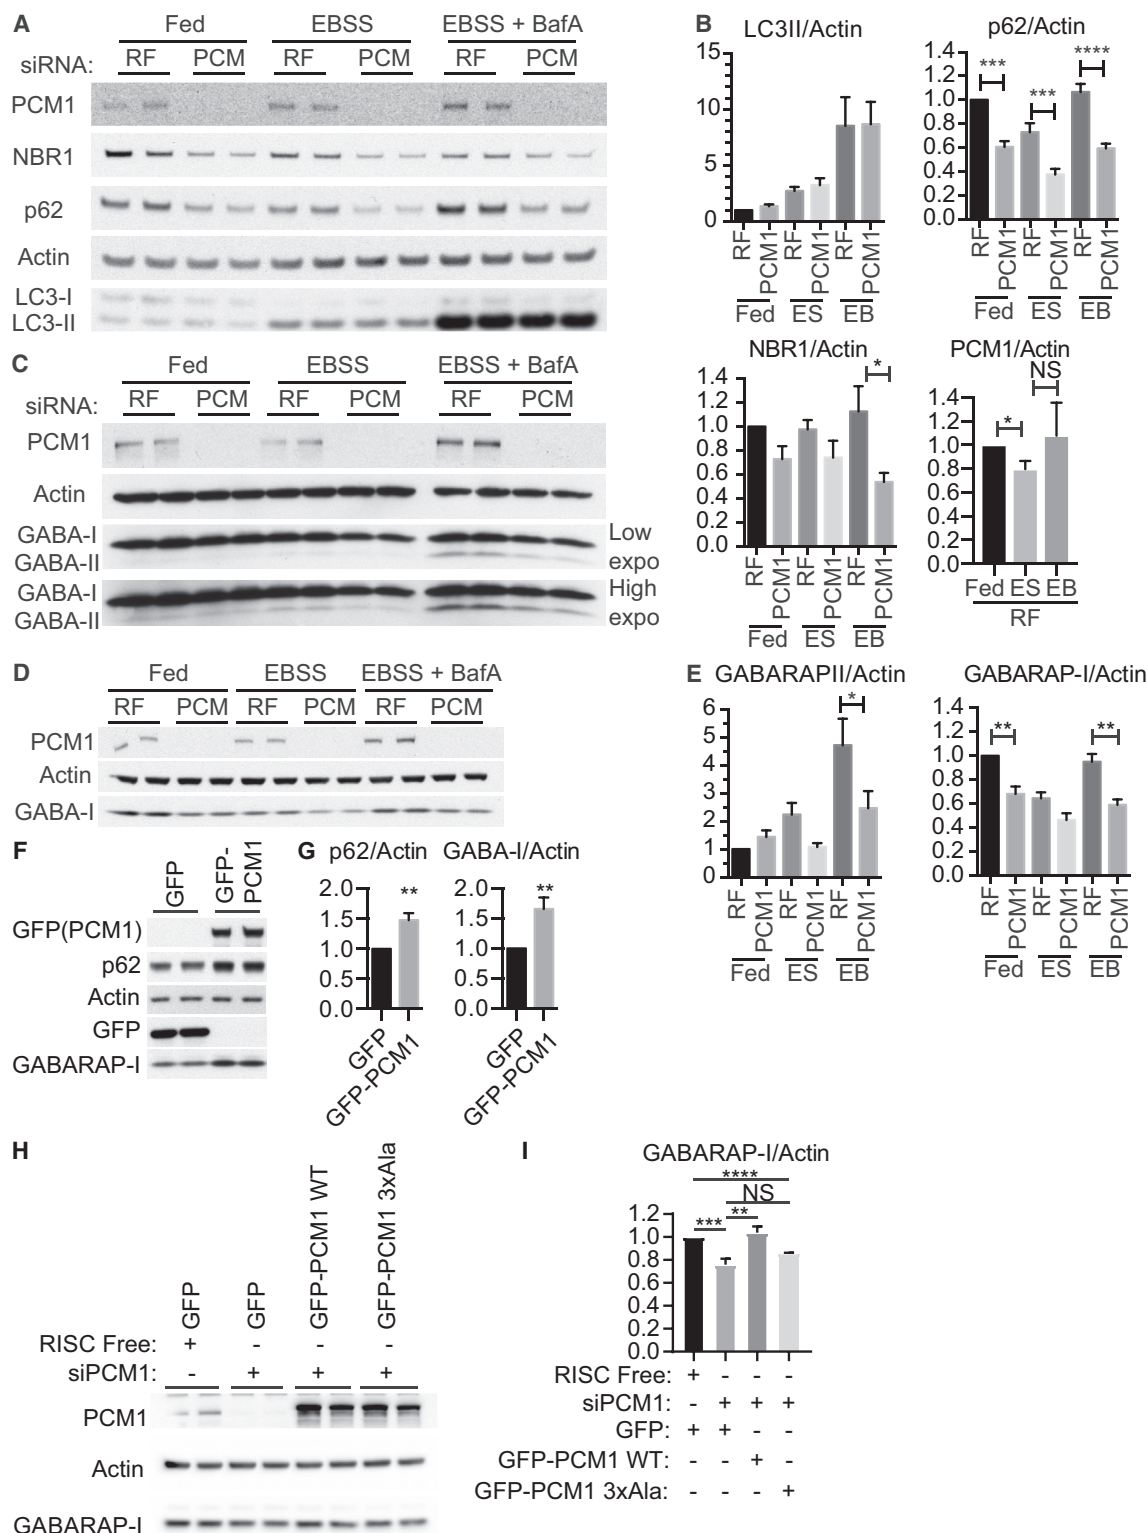 A
Fed EBSS EBSS + BafA
siRNA: RF PCM RF PCM RF PCM
PCM1
NBR1
p62
Actin
LC3-I
LC3-II
B
LC3II/Actin
15
10
5
0
RF PCM1 RF PCM1 RF PCM1
Fed ES EB
p62/Actin
1.4
1.2
1.0
0.8
0.6
0.4
0.2
0.0
*** *** ****
RF PCM1 RF PCM1 RF PCM1
Fed ES EB
NBR1/Actin
1.4
1.2
1.0
0.8
0.6
0.4
0.2
0.0
*
RF PCM1 RF PCM1 RF PCM1
Fed ES EB
PCM1/Actin
NS
*
1.4
1.2
1.0
0.8
0.6
0.4
0.2
0.0
Fed ES EB
RF
C
Fed EBSS EBSS + BafA
siRNA: RF PCM RF PCM RF PCM
PCM1
Actin
GABA-I Low
GABA-II expo
GABA-I High
GABA-II expo
D
Fed EBSS EBSS + BafA
RF PCM RF PCM RF PCM
PCM1
Actin
GABA-I
E
GABARAPII/Actin
6
5
4
3
2
1
0
*
RF PCM1 RF PCM1 RF PCM1
Fed ES EB
GABARAP-I/Actin
1.4
1.2
1.0
0.8
0.6
0.4
0.2
0.0
** **
RF PCM1 RF PCM1 RF PCM1
Fed ES EB
F
GFP GFP-PCM1
GFP(PCM1)
p62
Actin
GFP
GABARAP-I
G
p62/Actin
2.0
1.5
1.0
0.5
0.0
**
GFP
GFP-PCM1
GABA-I/Actin
2.0
1.5
1.0
0.5
0.0
**
GFP
GFP-PCM1
H
GFP GFP GFP-PCM1 WT GFP-PCM1 3xAla
RISC Free: + - - -
siPCM1: - + + +
PCM1
Actin
GABARAP-I
I
GABARAP-I/Actin
****
NS
*** **
1.2
1.0
0.8
0.6
0.4
0.2
0.0
RISC Free: + - - -
siPCM1: - + + +
GFP: + + - -
GFP-PCM1 WT: - - + -
GFP-PCM1 3xAla: - - - +